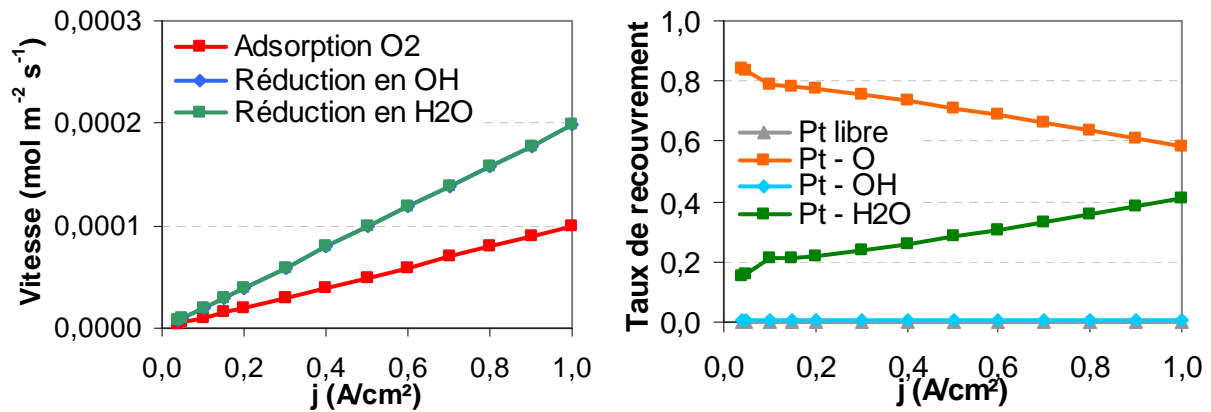 Vitesse (mol m⁻² s⁻¹)
0,0003
0,0002
0,0001
0,0000
Adsorption O2
Réduction en OH
Réduction en H2O
0,0 0,2 0,4 0,6 0,8 1,0
j (A/cm²)
Taux de recouvrement
1,0
0,8
0,6
0,4
0,2
0,0
Pt libre
Pt - O
Pt - OH
Pt - H2O
0,0 0,2 0,4 0,6 0,8 1,0
j (A/cm²)